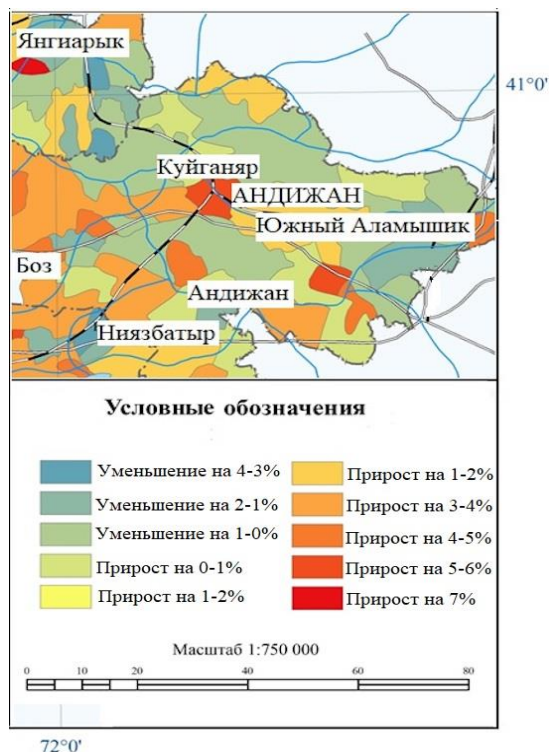 Янгиарык
41°0'
Куйганяр
АНДИЖАН
Южный Аламышик
Боз
Андижан
Ниязбатыр
Условные обозначения
Уменьшение на 4-3%
Уменьшение на 2-1%
Уменьшение на 1-0%
Прирост на 0-1%
Прирост на 1-2%
Прирост на 1-2%
Прирост на 3-4%
Прирост на 4-5%
Прирост на 5-6%
Прирост на 7%
Масштаб 1:750 000
0 5 10 20 40 60 80
72°0'